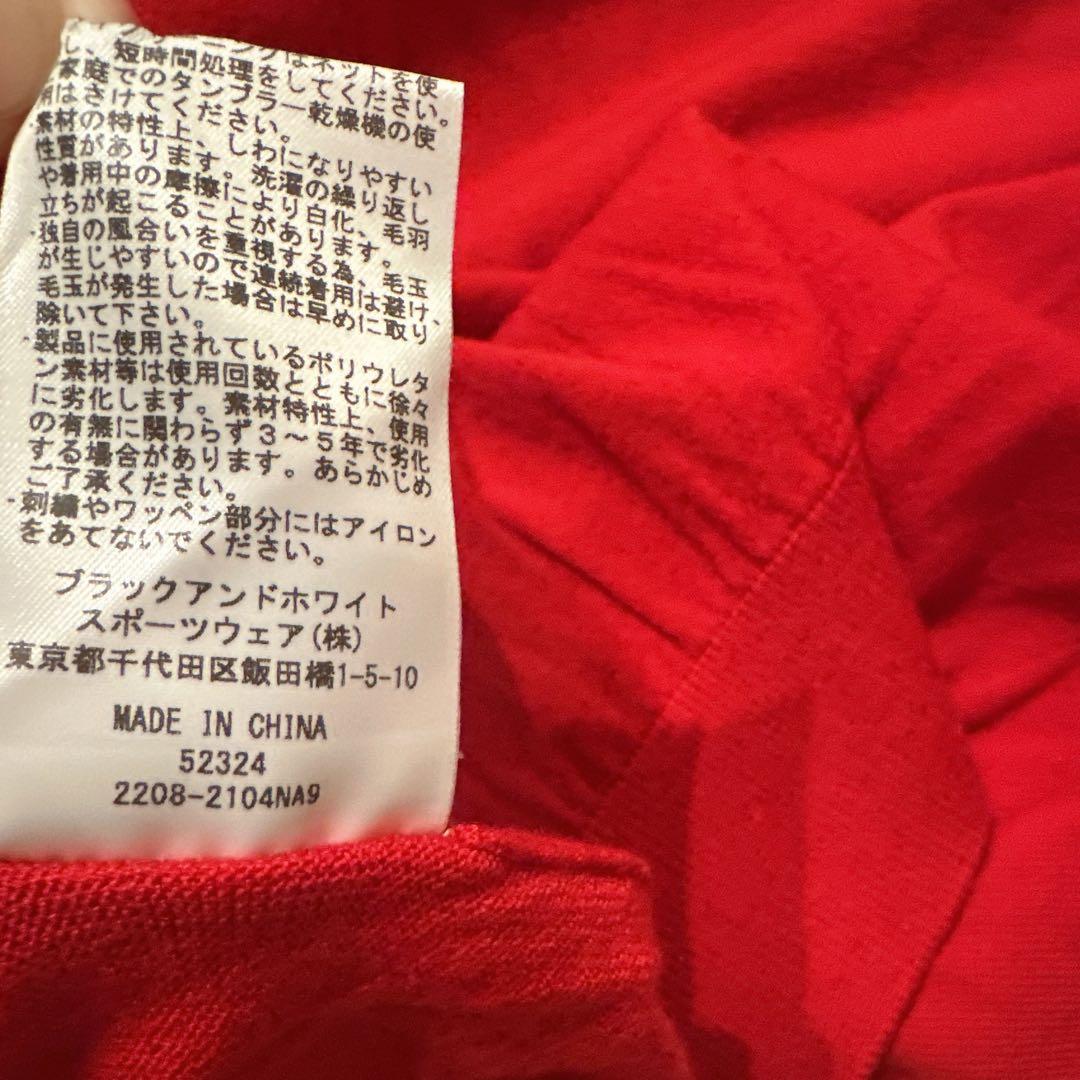 ーニングはネットを使
し、短時間処理をしてください。
・家庭でのタンブラー乾燥機の使
用はさけてください。
・素材の特性上、しわになりやすい
性質があります。洗濯の繰り返し
や着用中の摩擦により白化、毛羽
立ちが起こることがあります。
・独自の風合いを重視する為、毛玉
が生じやすいので連続着用は避け、
毛玉が発生した場合は早めに取り
除いて下さい。
・製品に使用されているポリウレタ
ン素材等は使用回数とともに徐々
に劣化します。素材特性上、使用
の有無に関わらず3～5年で劣化
する場合があります。あらかじめ
ご了承ください。
・刺繍やワッペン部分にはアイロン
をあてないでください。
ブラックアンドホワイト
スポーツウェア(株)
東京都千代田区飯田橋1-5-10
MADE IN CHINA
52324
2208-2104NA9